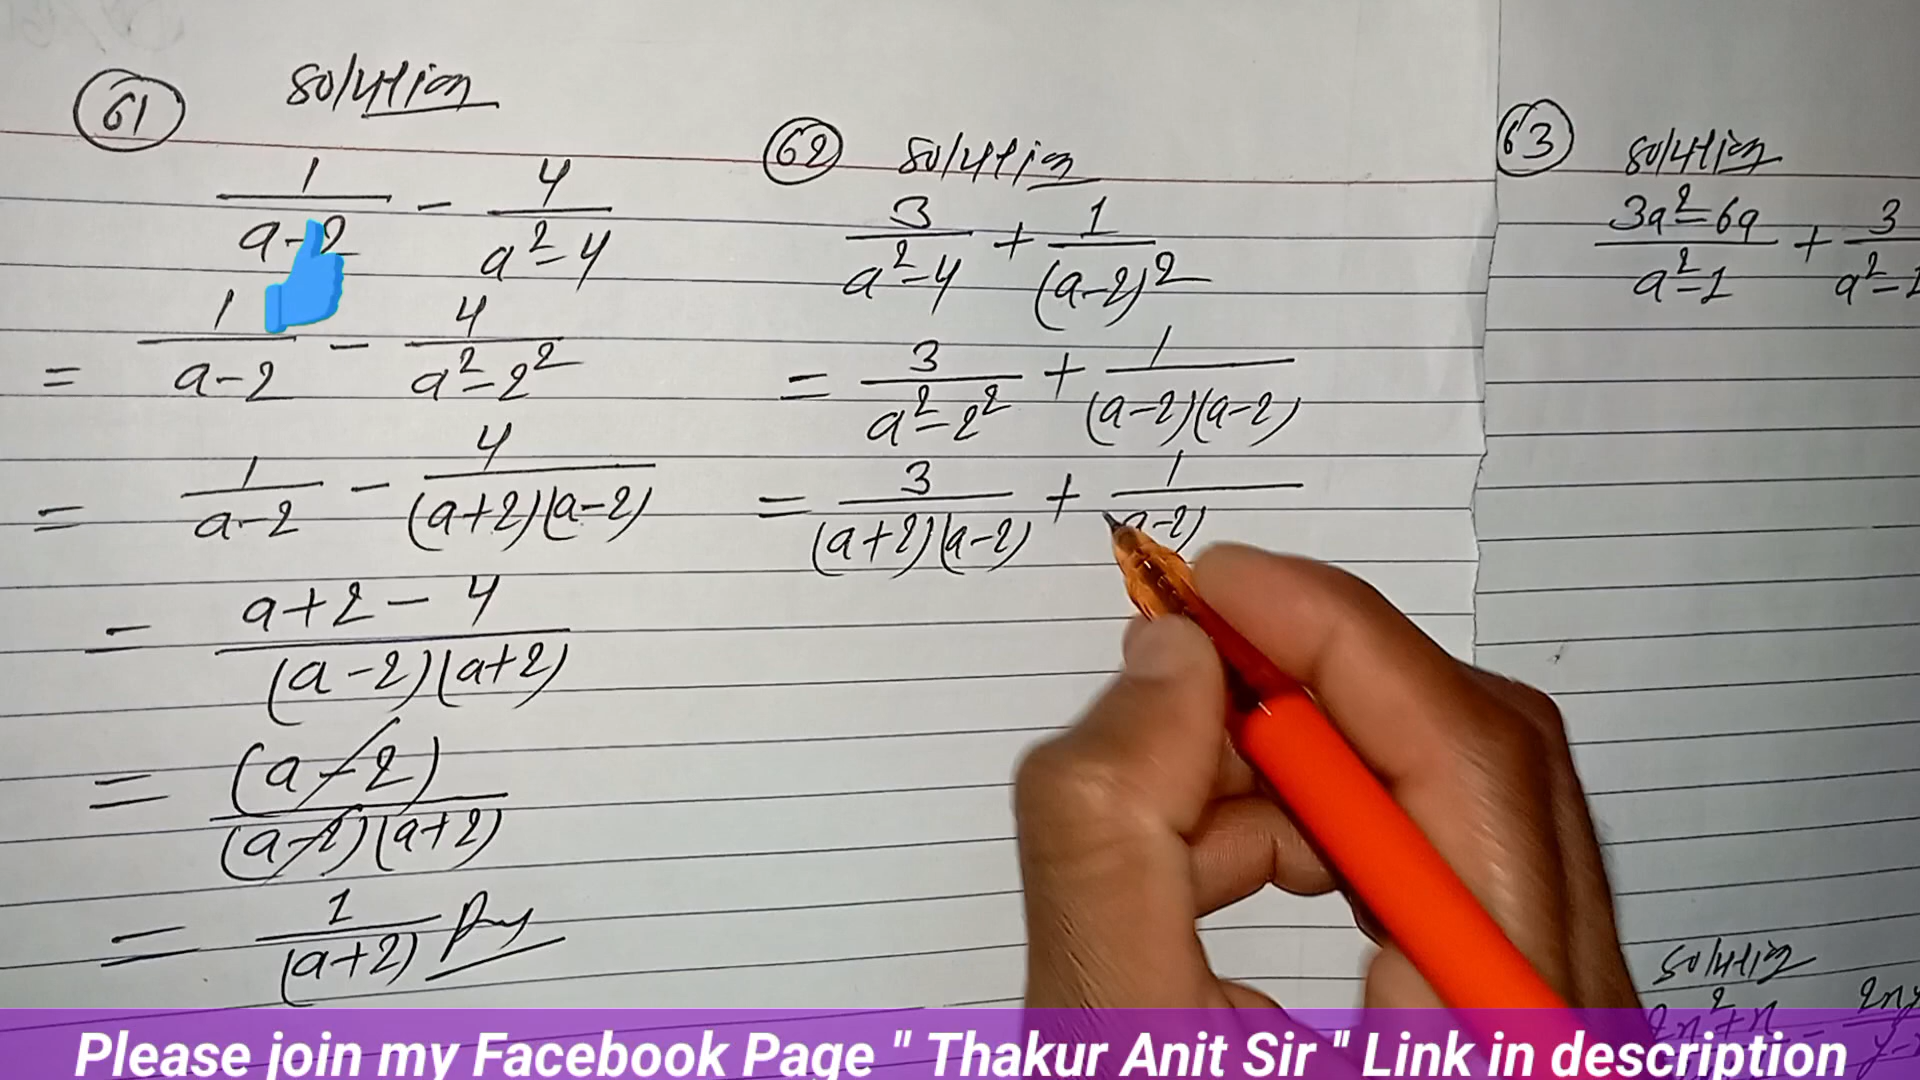 61 solution
1/(a-2) - 4/(a²-4)
= 1/(a-2) - 4/(a²-2²)
= 1/(a-2) - 4/((a+2)(a-2))
= (a+2-4)/((a-2)(a+2))
= (a-2)/((a-2)(a+2))
= 1/(a+2)
62 solution
3/(a²-4) + 1/(a-2)²
= 3/(a²-2²) + 1/((a-2)(a-2))
= 3/((a+2)(a-2)) + 1/(a-2)
63 solution
(3a²-6a)/(a²-1) + 3/(a²-1
solution
Please join my Facebook Page " Thakur Anit Sir " Link in description